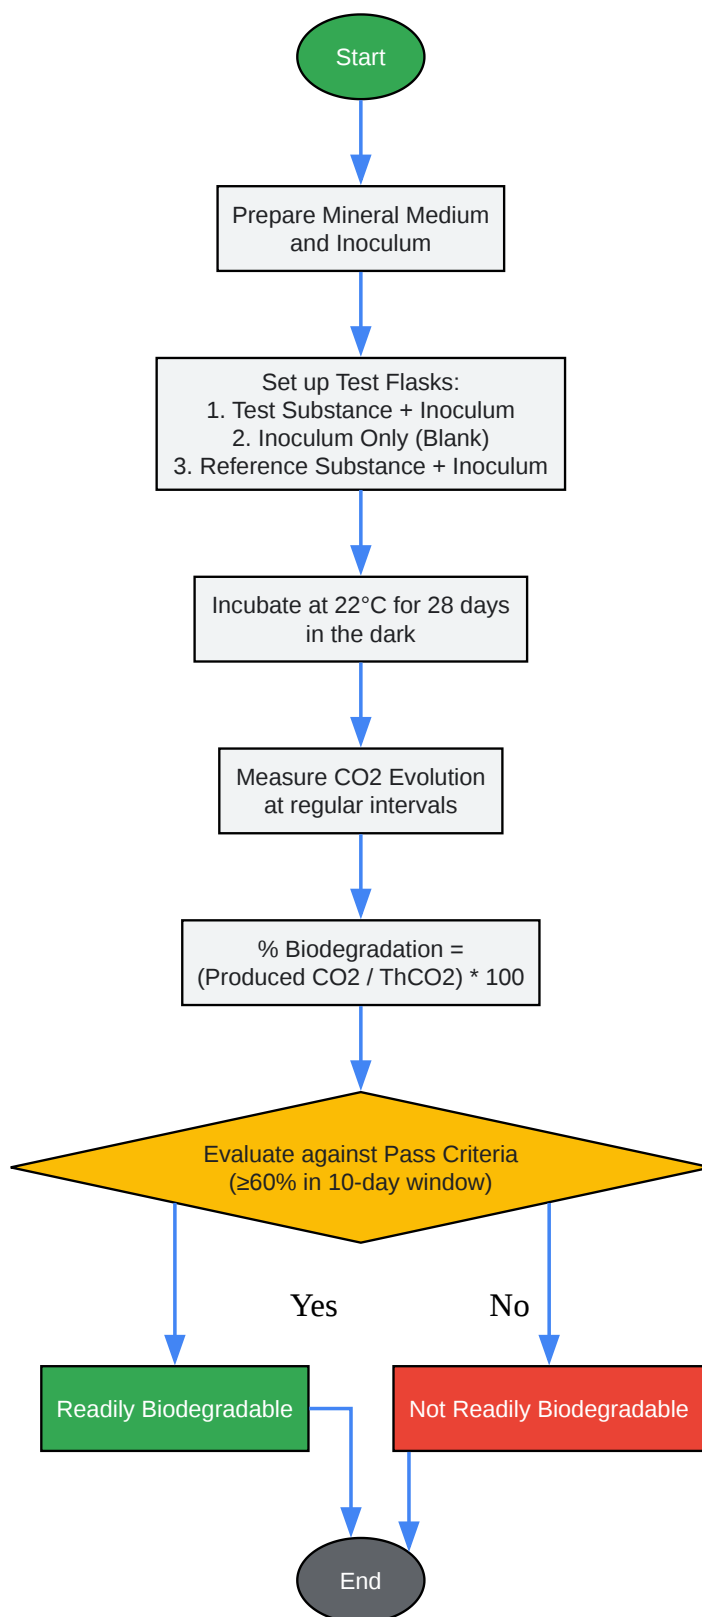 Start
Prepare Mineral Medium
and Inoculum
Set up Test Flasks:
1. Test Substance + Inoculum
2. Inoculum Only (Blank)
3. Reference Substance + Inoculum
Incubate at 22°C for 28 days
in the dark
Measure CO2 Evolution
at regular intervals
% Biodegradation =
(Produced CO2 / ThCO2) * 100
Evaluate against Pass Criteria
(≥60% in 10-day window)
Yes
No
Readily Biodegradable
Not Readily Biodegradable
End